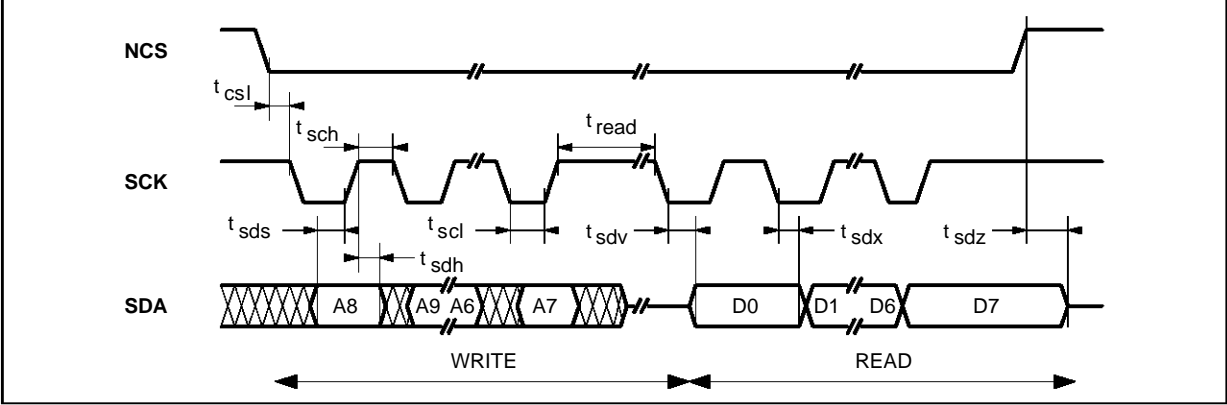 NCS
t csl
t sch
t read
SCK
t sds
t scl
t sdv
t sdx
t sdz
t sdh
SDA A8 A9 A6 A7 D0 D1 D6 D7
WRITE READ